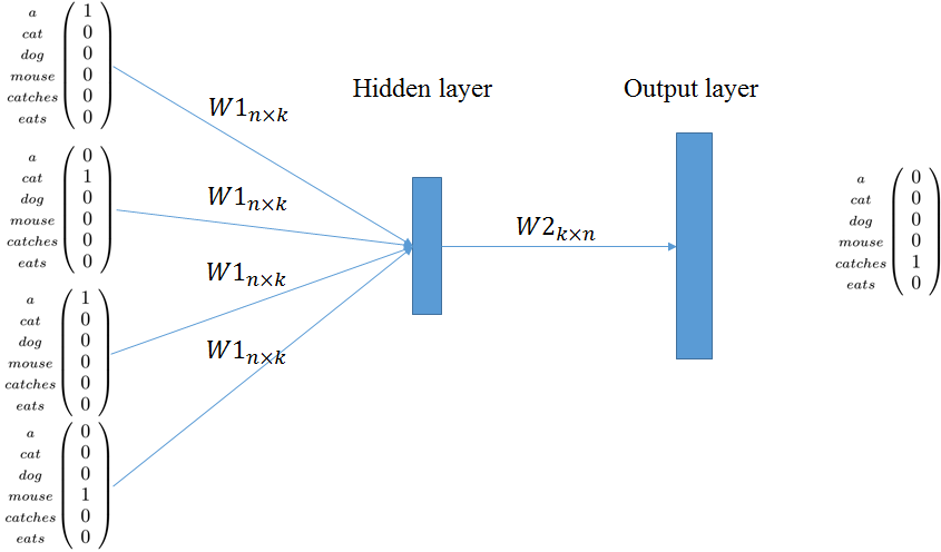 a 1
cat 0
dog 0
mouse 0
catches 0
eats 0
a 0
cat 1
dog 0
mouse 0
catches 0
eats 0
a 1
cat 0
dog 0
mouse 0
catches 0
eats 0
a 0
cat 0
dog 0
mouse 1
catches 0
eats 0
W1n×k
W1n×k
W1n×k
W1n×k
Hidden layer
W2k×n
Output layer
a 0
cat 0
dog 0
mouse 0
catches 1
eats 0